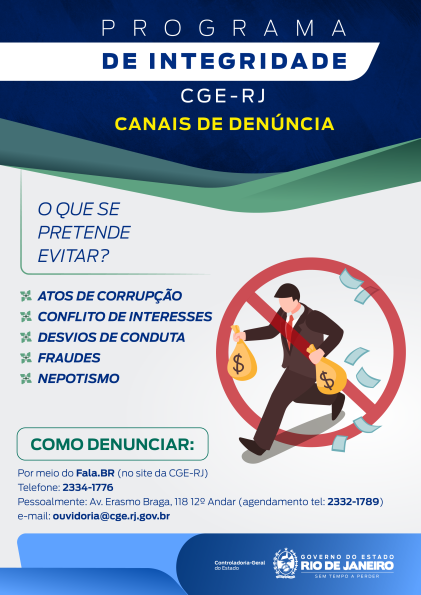 PROGRAMA
DE INTEGRIDADE
CGE-RJ
CANAIS DE DENÚNCIA
O QUE SE
PRETENDE
EVITAR?
ATOS DE CORRUPÇÃO
CONFLITO DE INTERESSES
DESVIOS DE CONDUTA
FRAUDES
NEPOTISMO
$
$
COMO DENUNCIAR:
Por meio do Fala.BR (no site da CGE-RJ)
Telefone: 2334-1776
Pessoalmente: Av. Erasmo Braga, 118 12º Andar (agendamento tel: 2332-1789)
e-mail: ouvidoria@cge.rj.gov.br
Controladoria-Geral
do Estado
GOVERNO DO ESTADO
RIO DE JANEIRO
SEM TEMPO A PERDER